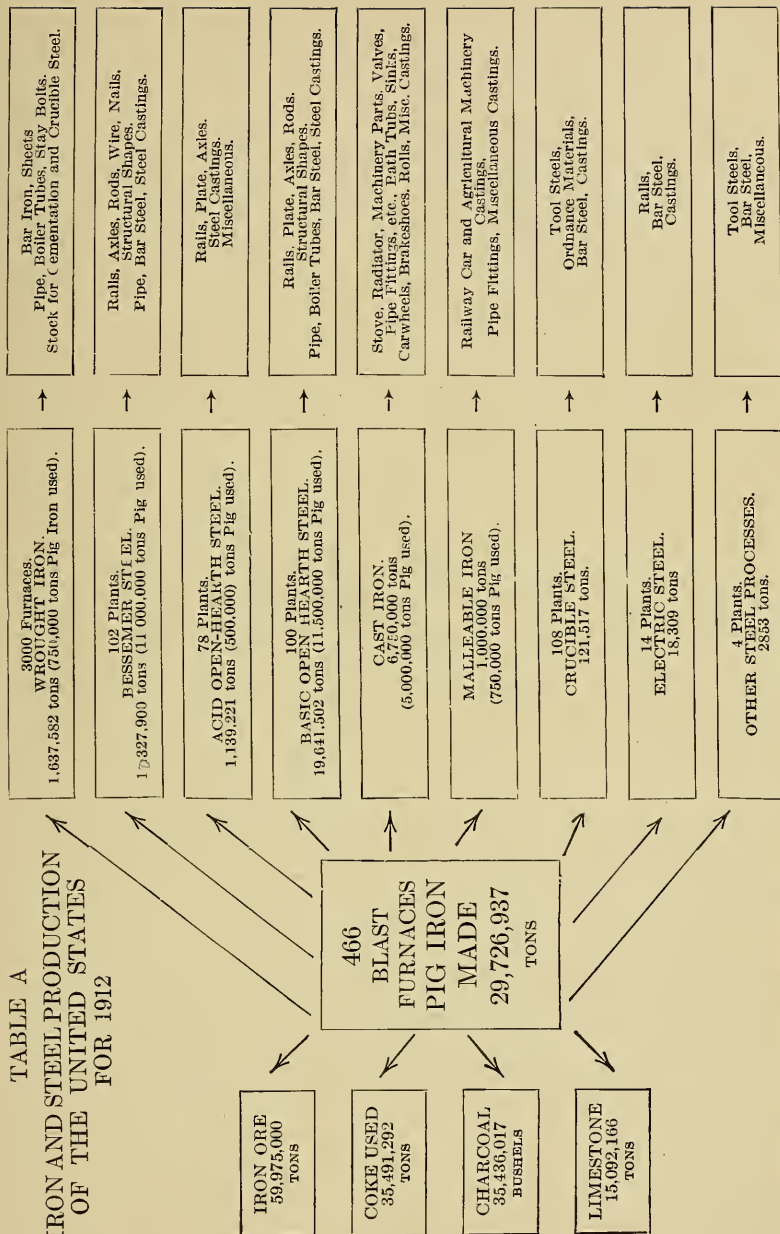 TABLE A
IRON AND STEEL PRODUCTION
OF THE UNITED STATES
FOR 1912
IRON ORE
59,975,000
TONS
COKE USED
35,491,292
TONS
CHARCOAL
35,436,017
BUSHELS
LIMESTONE
15,092,166
TONS
466
BLAST
FURNACES
PIG IRON
MADE
29,726,937
TONS
3000 Furnaces.
WROUGHT IRON.
1,637,582 tons (750,000 tons Pig Iron used).
Bar Iron, Sheets
Pipe, Boiler Tubes, Stay Bolts.
Stock for Cementation and Crucible Steel.
102 Plants.
BESSEMER STEEL.
10,327,900 tons (11 000,000 tons Pig used).
Rails, Axles, Rods, Wire, Nails.
Structural Shapes.
Pipe, Bar Steel, Steel Castings.
78 Plants.
ACID OPEN-HEARTH STEEL.
1,139,221 tons (500,000) tons Pig used).
Rails, Plate, Axles.
Steel Castings.
Miscellaneous.
100 Plants.
BASIC OPEN HEARTH STEEL.
19,641,502 tons (11,500,000 tons Pig used).
Rails, Plate, Axles, Rods.
Structural Shapes.
Pipe, Boiler Tubes, Bar Steel, Steel Castings.
CAST IRON.
6,750,000 tons
(5,000,000 tons Pig used).
Stove, Radiator, Machinery Parts. Valves,
Pipe Fittings, etc., Bath Tubs, Sinks,
Carwheels, Brakeshoes, Rolls, Misc. Castings.
MALLEABLE IRON
1,000,000 tons
(750,000 tons Pig used).
Railway Car and Agricultural Machinery
Castings,
Pipe Fittings, Miscellaneous Castings.
108 Plants.
CRUCIBLE STEEL.
121,517 tons.
Tool Steels,
Ordnance Materials,
Bar Steel, Castings.
14 Plants.
ELECTRIC STEEL.
18,309 tons
Rails,
Bar Steel,
Castings.
4 Plants.
OTHER STEEL PROCESSES.
2853 tons.
Tool Steels,
Bar Steel,
Miscellaneous.